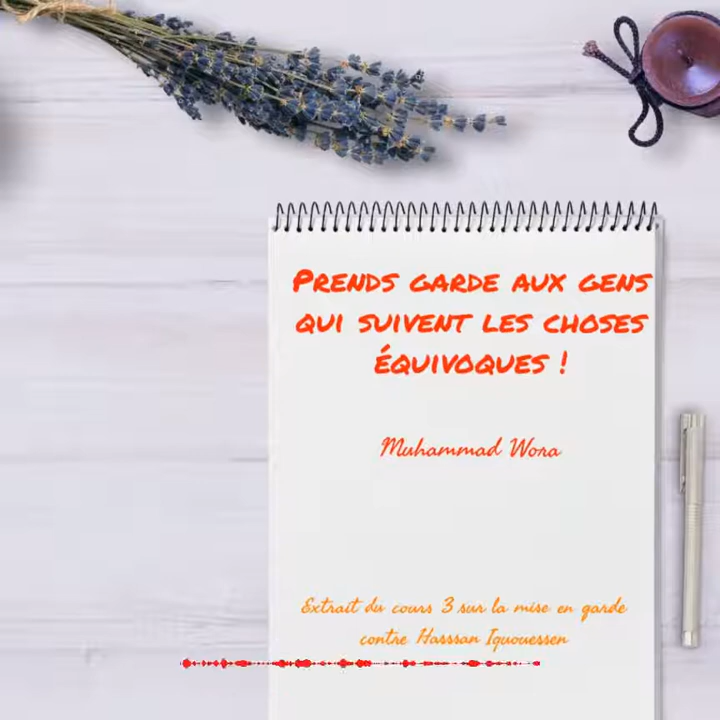 Prends garde aux gens
qui suivent les choses
équivoques !
Muhammad Wora
Extrait du cours 3 sur la mise en garde
contre Harssan Iquouessen